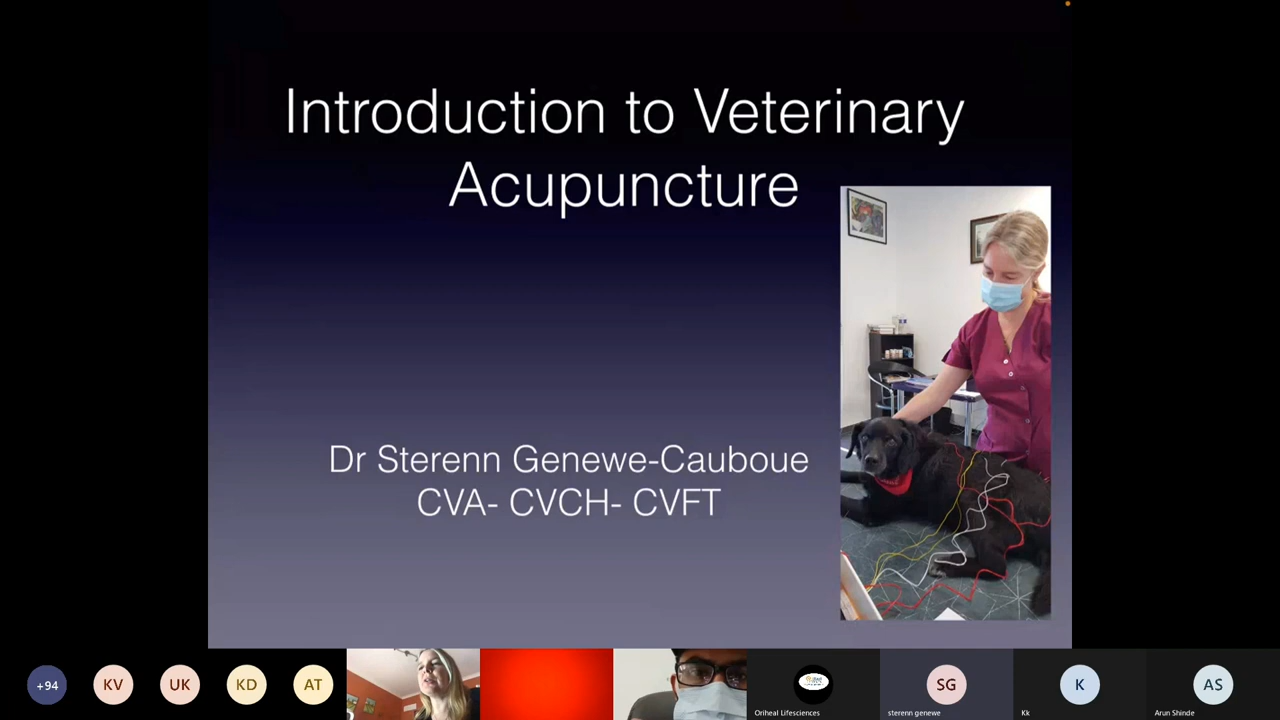 Introduction to Veterinary
Acupuncture
Dr Sterenn Genewe-Cauboue
CVA- CVCH- CVFT
+94
KV
UK
KD
AT
Oriheal Lifesciences
SG
sterenn genewe
K
Kk
AS
Arun Shinde